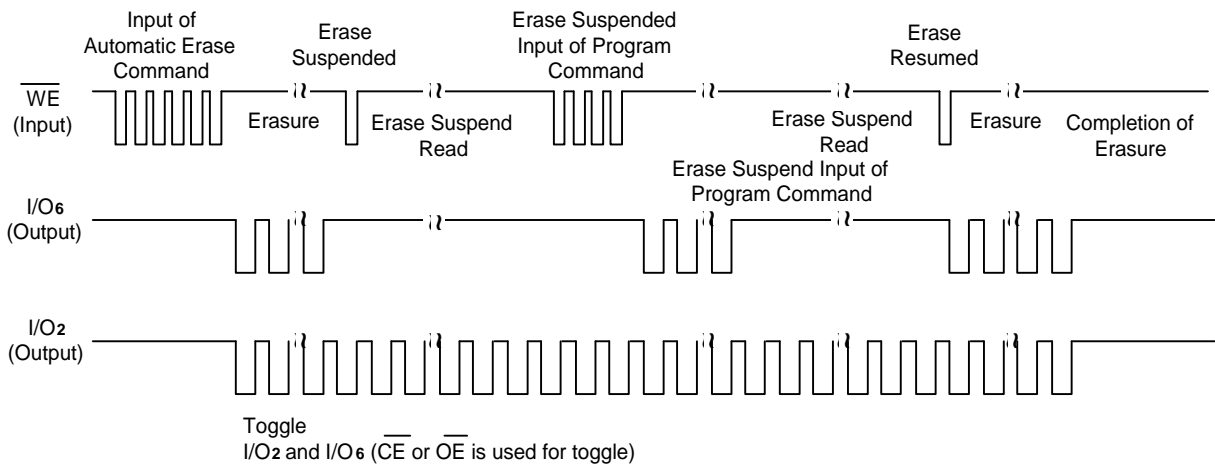 Input of
Automatic Erase
Command
Erase
Suspended
Erase Suspended
Input of Program
Command
Erase
Resumed
WE
(Input)
Erasure
Erase Suspend
Read
Erase Suspend
Read
Erasure
Completion of
Erasure
Erase Suspend Input of
Program Command
I/O6
(Output)
I/O2
(Output)
Toggle
I/O2 and I/O6 (CE or OE is used for toggle)